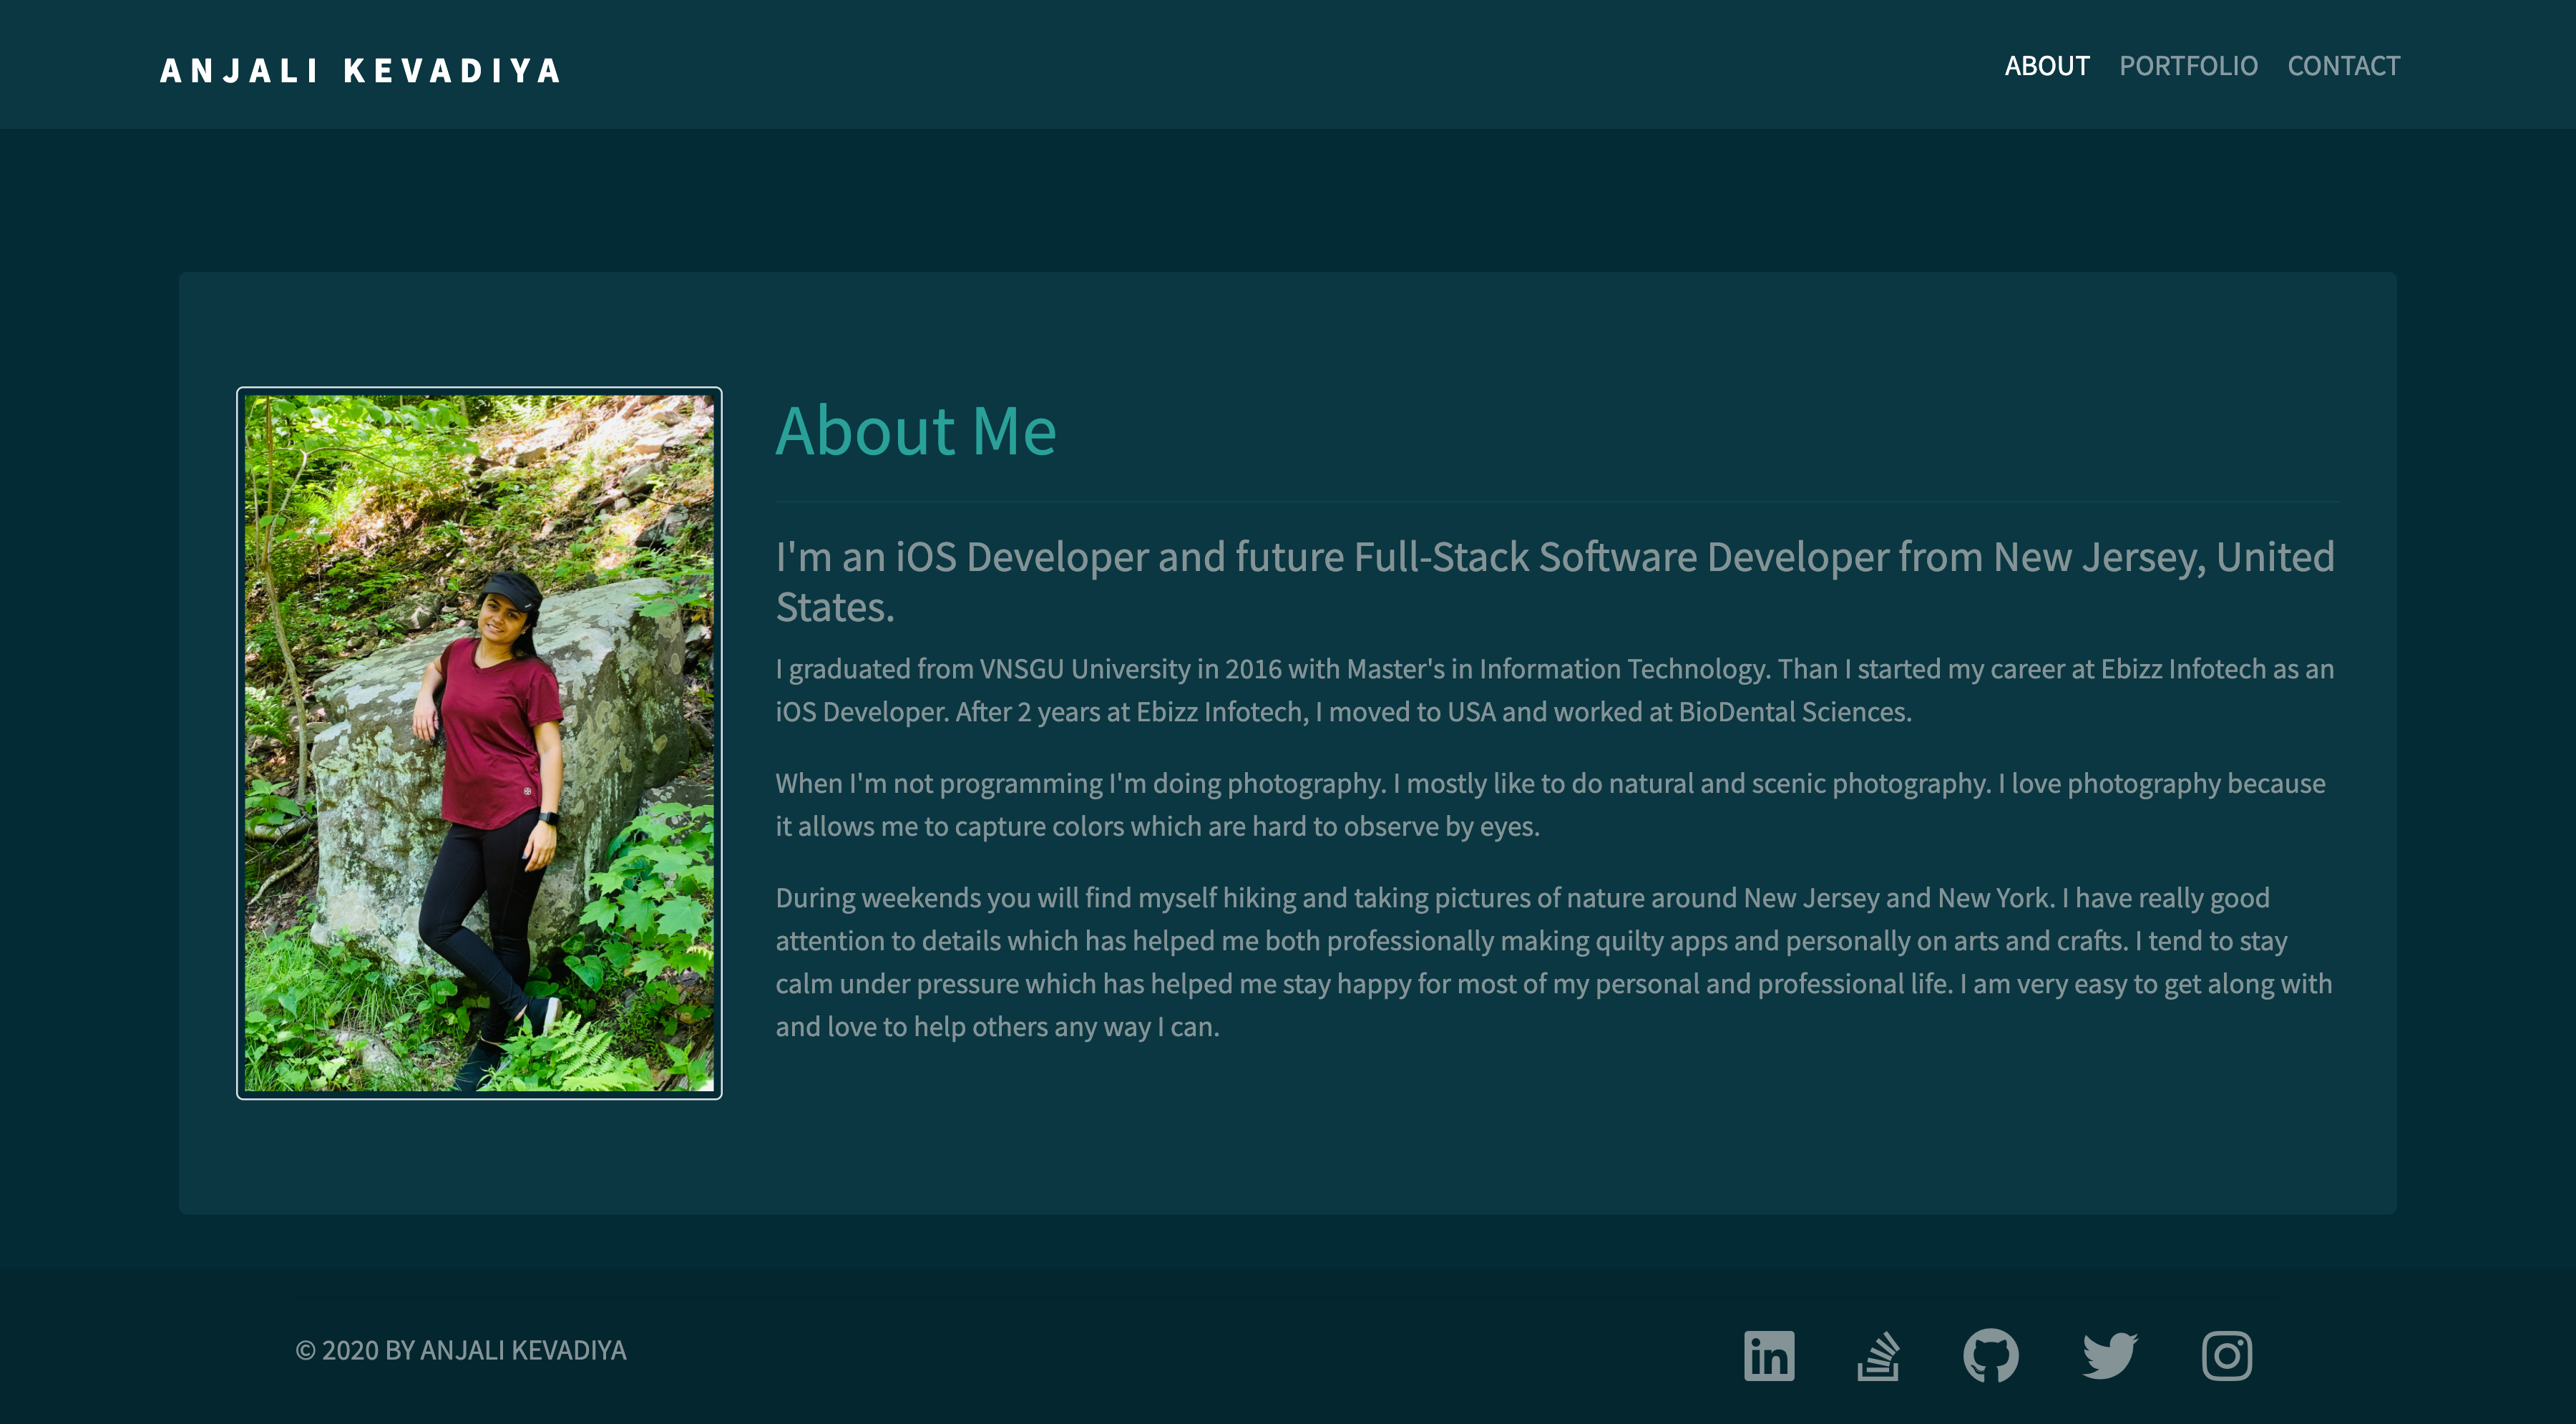 ANJALI KEVADIYA
ABOUT PORTFOLIO CONTACT
About Me
I'm an iOS Developer and future Full-Stack Software Developer from New Jersey, United
States.
I graduated from VNSGU University in 2016 with Master's in Information Technology. Than I started my career at Ebizz Infotech as an
iOS Developer. After 2 years at Ebizz Infotech, I moved to USA and worked at BioDental Sciences.
When I'm not programming I'm doing photography. I mostly like to do natural and scenic photography. I love photography because
it allows me to capture colors which are hard to observe by eyes.
During weekends you will find myself hiking and taking pictures of nature around New Jersey and New York. I have really good
attention to details which has helped me both professionally making quilty apps and personally on arts and crafts. I tend to stay
calm under pressure which has helped me stay happy for most of my personal and professional life. I am very easy to get along with
and love to help others any way I can.
© 2020 BY ANJALI KEVADIYA
in